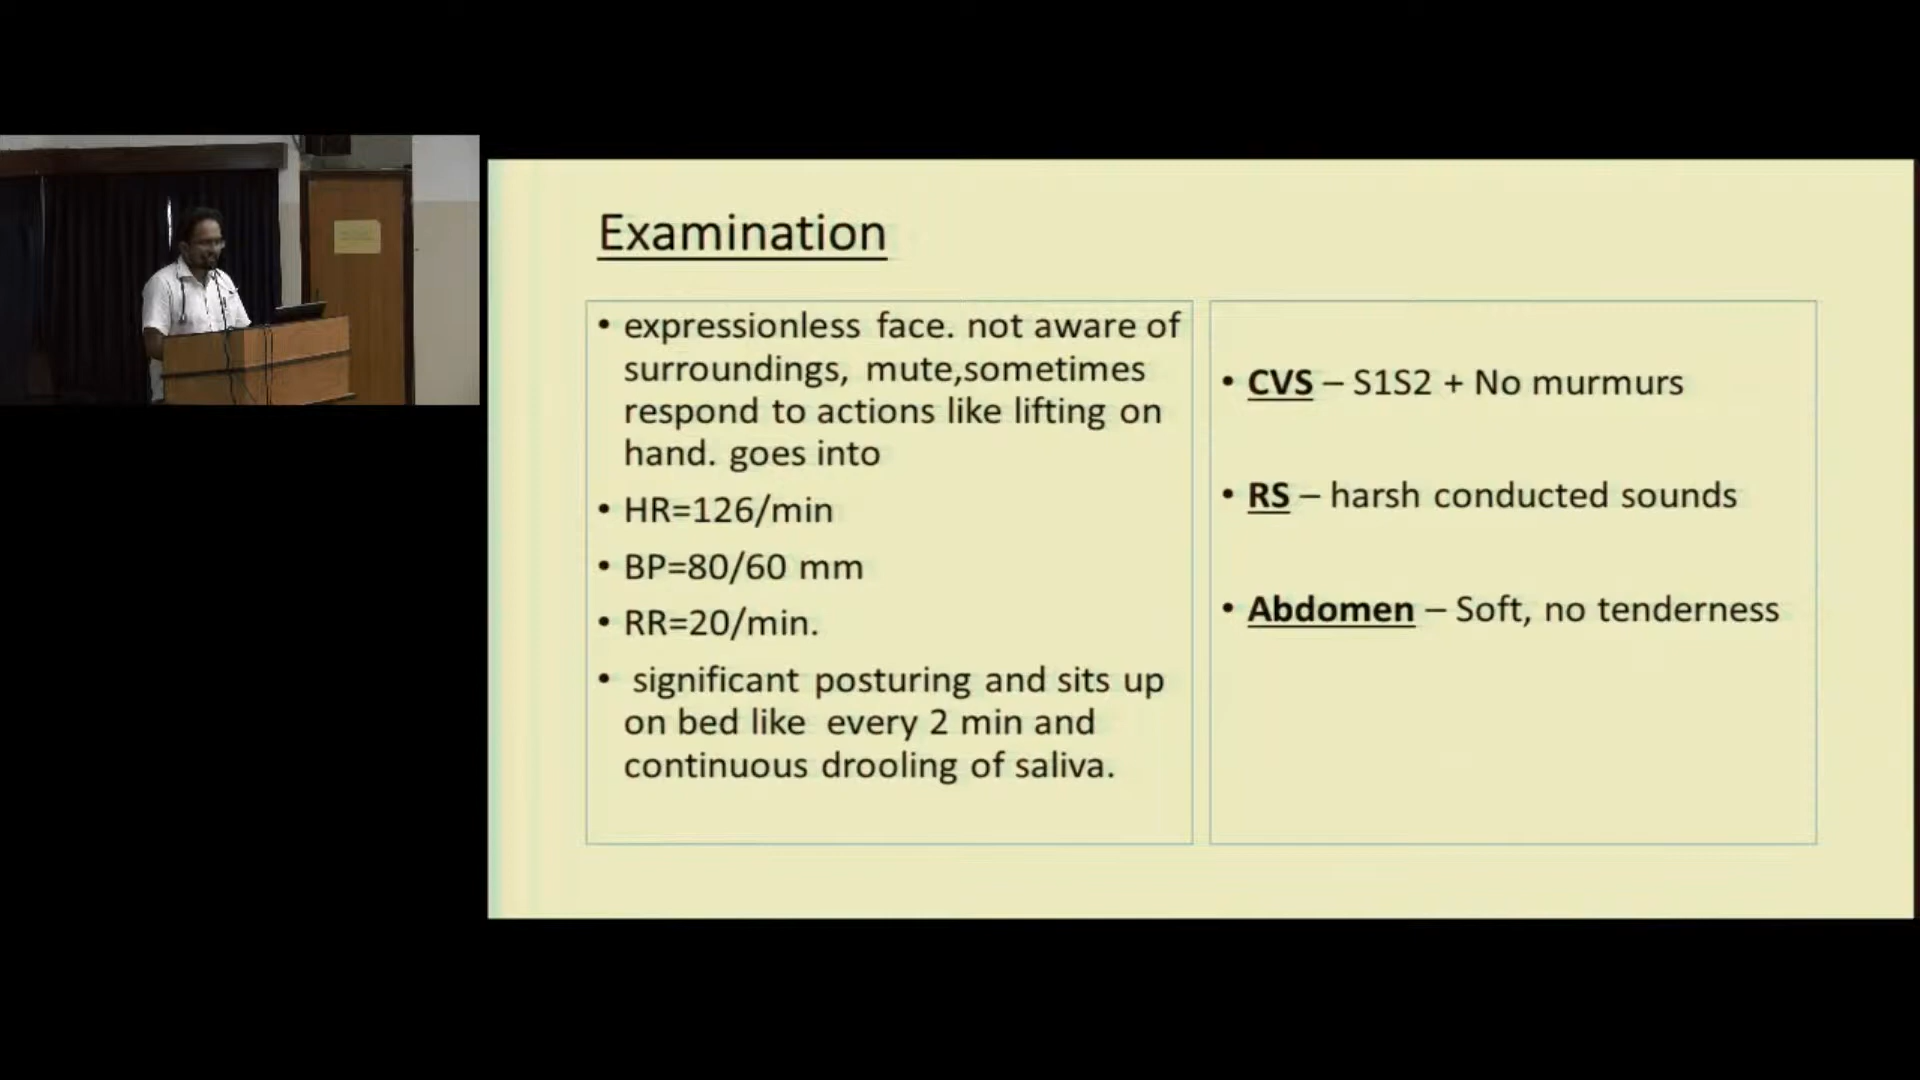 Examination
• expressionless face. not aware of
surroundings, mute,sometimes
respond to actions like lifting on
hand. goes into
• HR=126/min
• BP=80/60 mm
• RR=20/min.
• significant posturing and sits up
on bed like every 2 min and
continuous drooling of saliva.
• CVS – S1S2 + No murmurs
• RS – harsh conducted sounds
• Abdomen – Soft, no tenderness